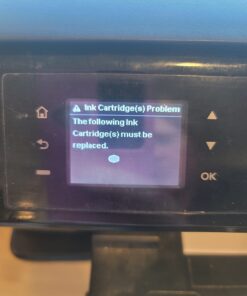 Ink Cartridge(s) Problem
The following Ink
Cartridge(s) must be
replaced.
OK